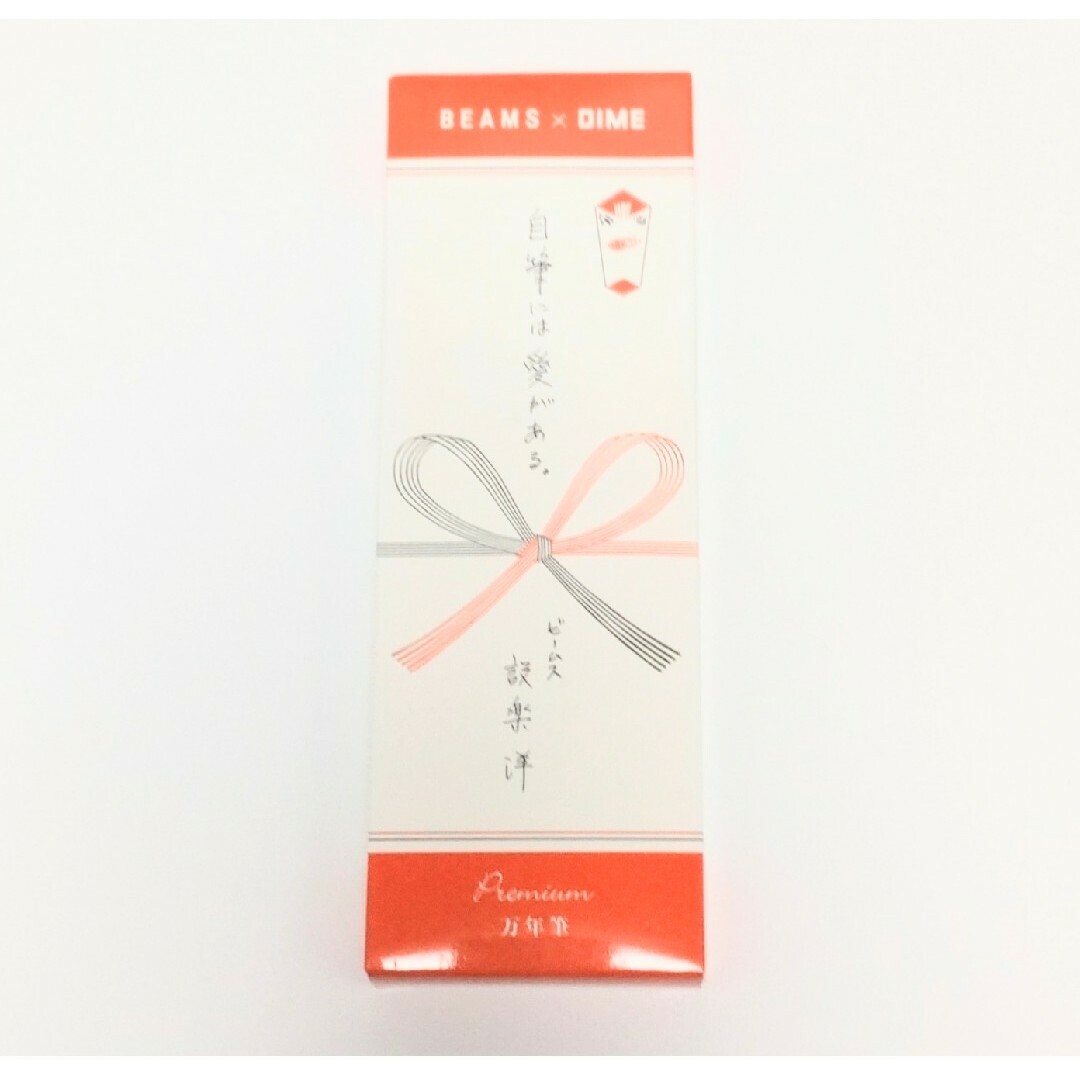 BEAMS × DIME
自筆には愛がある。
ビームス
設楽洋
Premium
万年筆